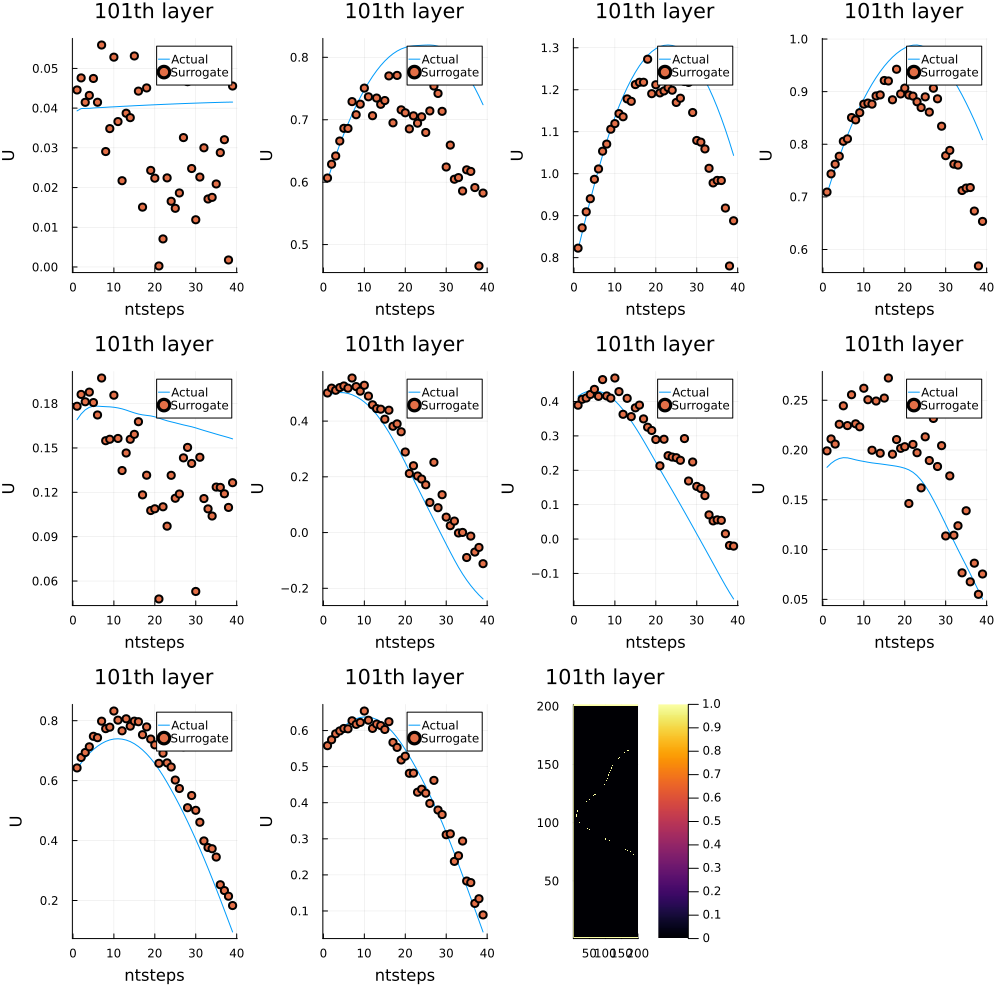 101th layer 101th layer 101th layer 101th layer
0.05 0.04 0.03 0.02 0.01 0.00
U
Actual
Surrogate
0 10 20 30 40
ntsteps
0.8 0.7 0.6 0.5
U
Actual
Surrogate
0 10 20 30 40
ntsteps
1.3 1.2 1.1 1.0 0.9 0.8
U
Actual
Surrogate
0 10 20 30 40
ntsteps
1.0 0.9 0.8 0.7 0.6
U
Actual
Surrogate
0 10 20 30 40
ntsteps
101th layer 101th layer 101th layer 101th layer
0.18 0.15 0.12 0.09 0.06
U
Actual
Surrogate
0 10 20 30 40
ntsteps
0.4 0.2 0.0 −0.2
U
Actual
Surrogate
0 10 20 30 40
ntsteps
0.4 0.3 0.2 0.1 0.0 −0.1
U
Actual
Surrogate
0 10 20 30 40
ntsteps
0.25 0.20 0.15 0.10 0.05
U
Actual
Surrogate
0 10 20 30 40
ntsteps
101th layer 101th layer 101th layer
0.8 0.6 0.4 0.2
U
Actual
Surrogate
0 10 20 30 40
ntsteps
0.6 0.5 0.4 0.3 0.2 0.1
U
Actual
Surrogate
0 10 20 30 40
ntsteps
200 150 100 50
50 100 150 200
1.0 0.9 0.8 0.7 0.6 0.5 0.4 0.3 0.2 0.1 0